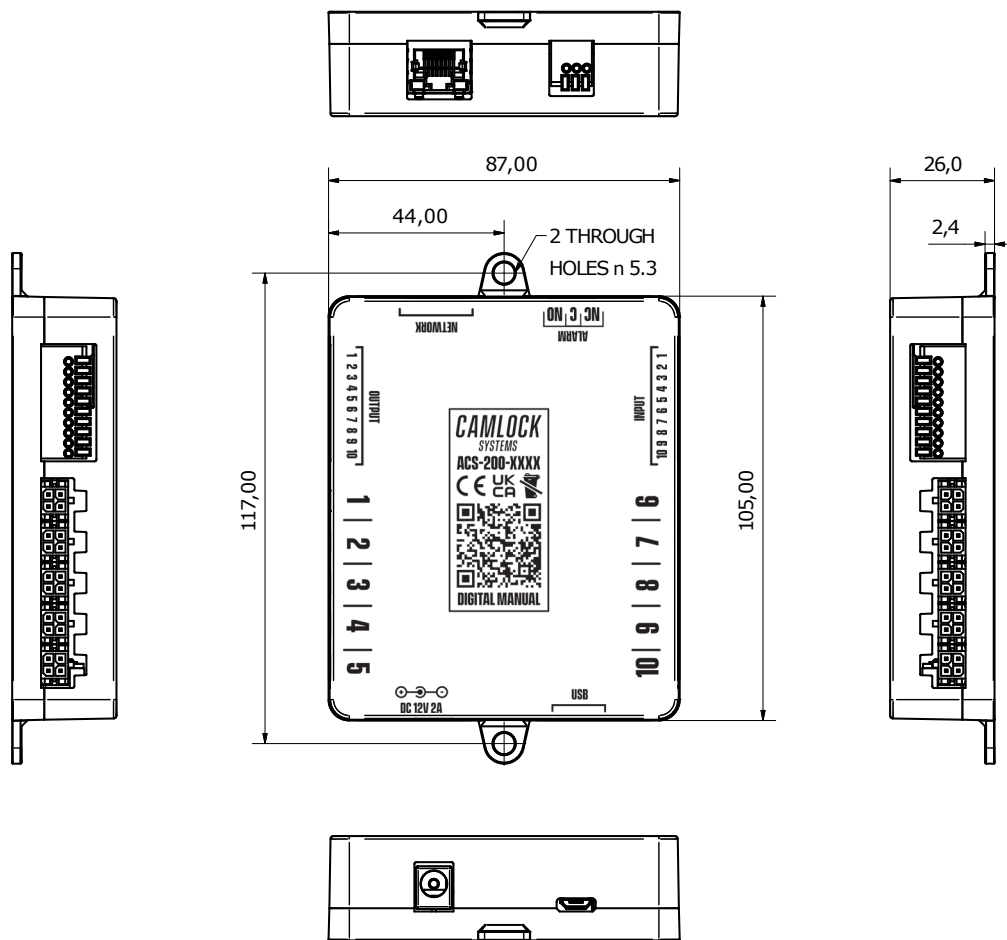 87,00
26,0
44,00
2,4
2 THROUGH
HOLES n 5.3
117,00
105,00
NETWORK
NC C NO
ALARM
1 2 3 4 5 6 7 8 9 10
OUTPUT
INPUT
10 9 8 7 6 5 4 3 2 1
CAMLOCK
SYSTEMS
ACS-200-XXXX
CE UK
CA
DIGITAL MANUAL
1 | 2 | 3 | 4 | 5
6 | 7 | 8 | 9 | 10
DC 12V 2A
USB